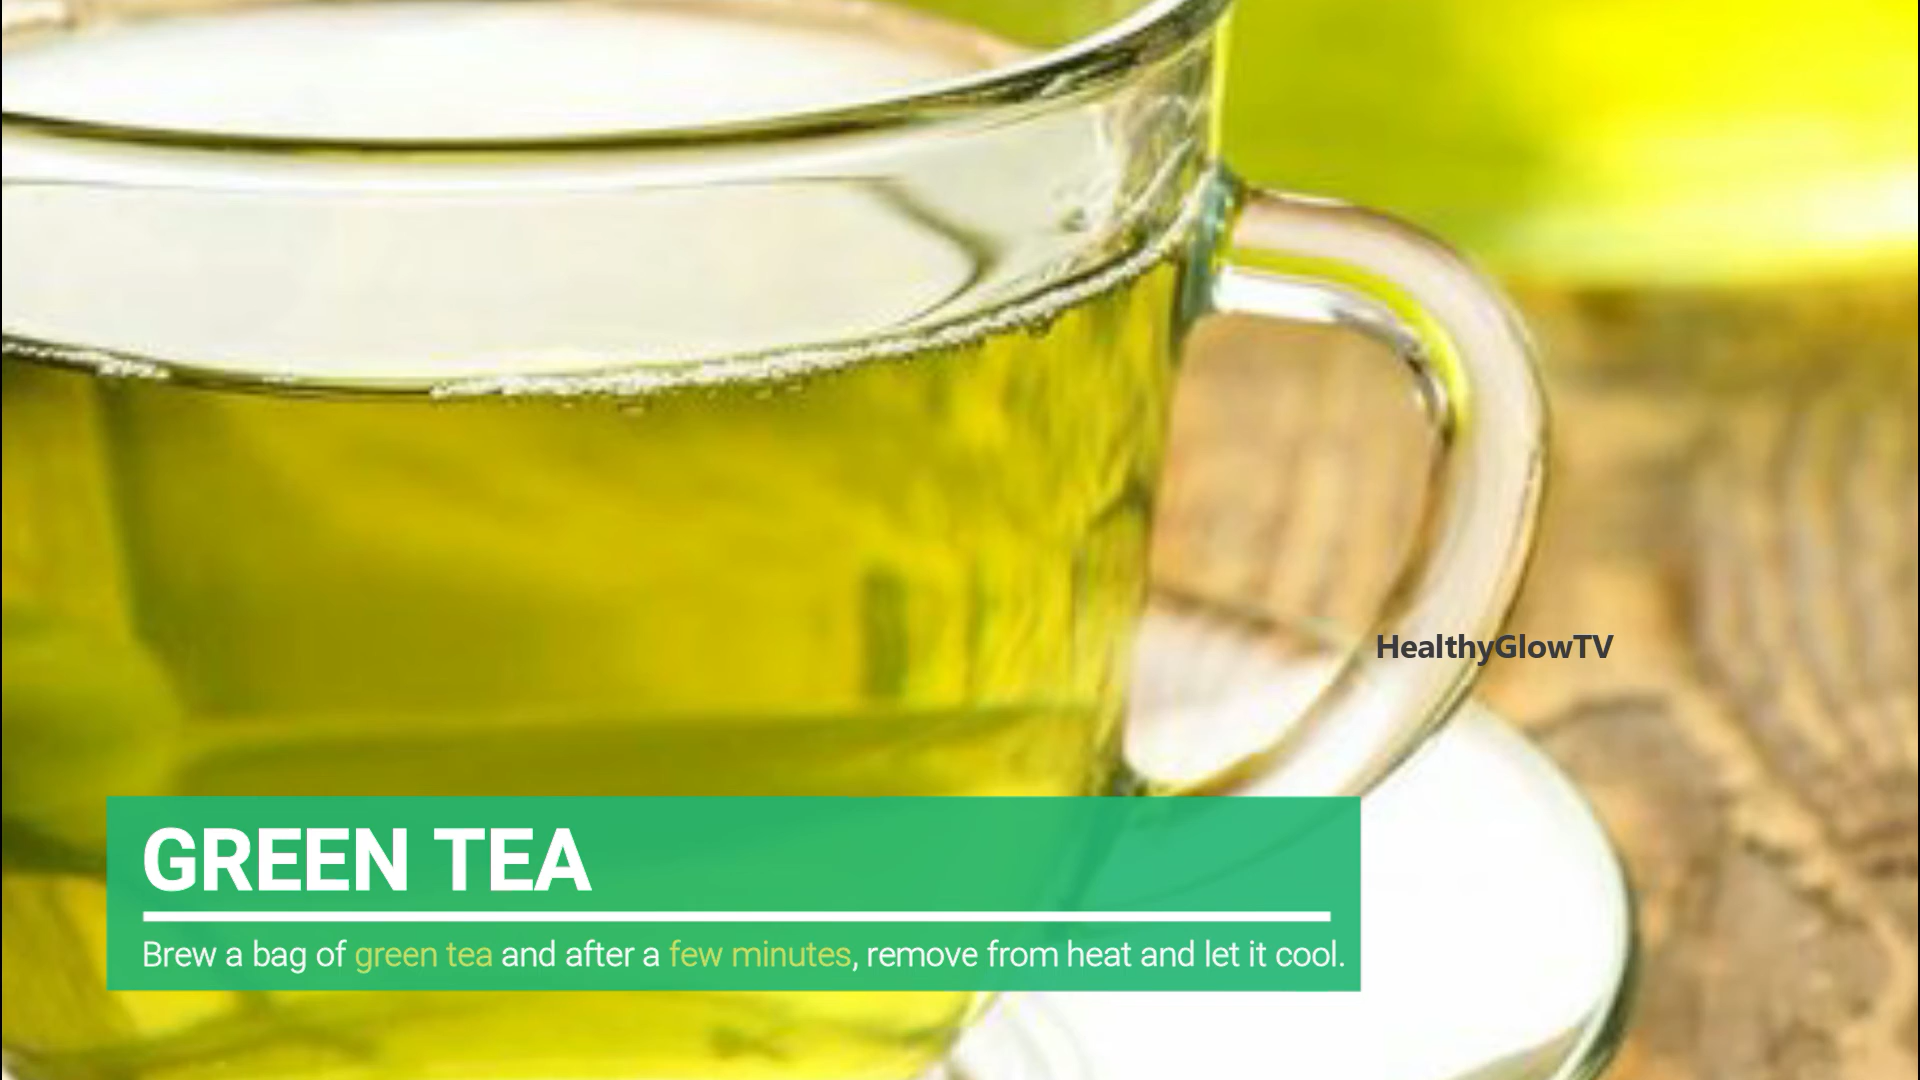 HealthyGlowTV
GREEN TEA
Brew a bag of green tea and after a few minutes, remove from heat and let it cool.